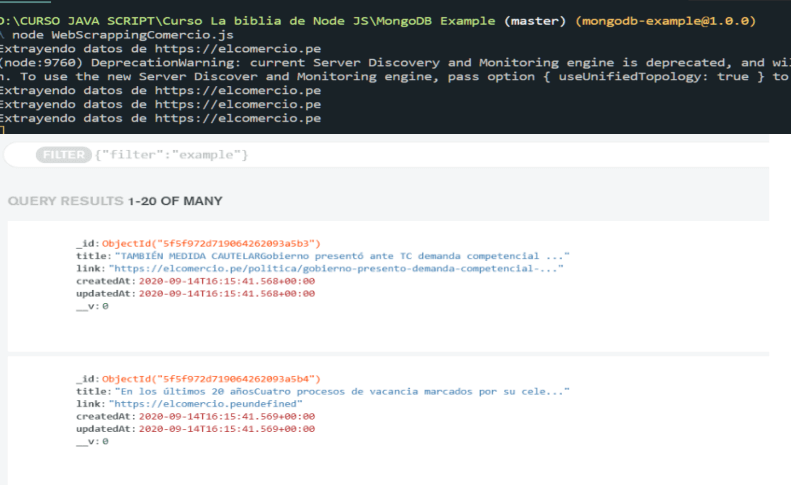 D:\CURSO JAVA SCRIPT\Curso La biblia de Node JS\MongoDB Example (master) (mongodb-example@1.0.0)
\ node WebScrappingComercio.js
Extrayendo datos de https://elcomercio.pe
(node:9760) DeprecationWarning: current Server Discovery and Monitoring engine is deprecated, and wil
n. To use the new Server Discover and Monitoring engine, pass option { useUnifiedTopology: true } to
Extrayendo datos de https://elcomercio.pe
Extrayendo datos de https://elcomercio.pe
Extrayendo datos de https://elcomercio.pe
FILTER {"filter":"example"}
QUERY RESULTS 1-20 OF MANY
_id: ObjectId("5f5f972d719064262093a5b3")
title: "TAMBIÉN MEDIDA CAUTELARGobierno presentó ante TC demanda competencial ..."
link: "https://elcomercio.pe/politica/gobierno-presento-demanda-competencial-..."
createdAt: 2020-09-14T16:15:41.568+00:00
updatedAt: 2020-09-14T16:15:41.568+00:00
__v: 0
_id: ObjectId("5f5f972d719064262093a5b4")
title: "En los últimos 20 añosCuatro procesos de vacancia marcados por su cele..."
link: "https://elcomercio.peundefined"
createdAt: 2020-09-14T16:15:41.569+00:00
updatedAt: 2020-09-14T16:15:41.569+00:00
__v: 0